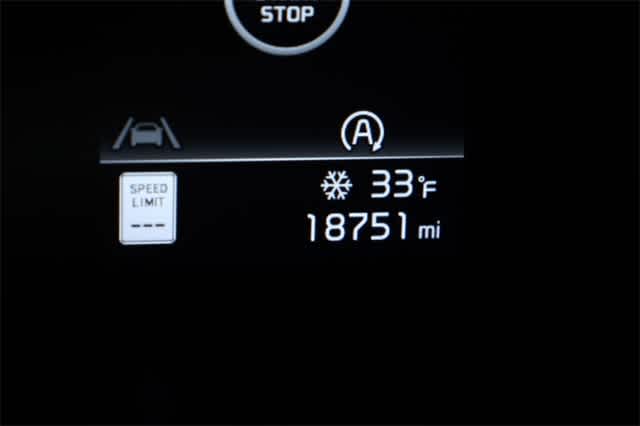 STOP
A
SPEED
LIMIT
---
33°F
18751 mi